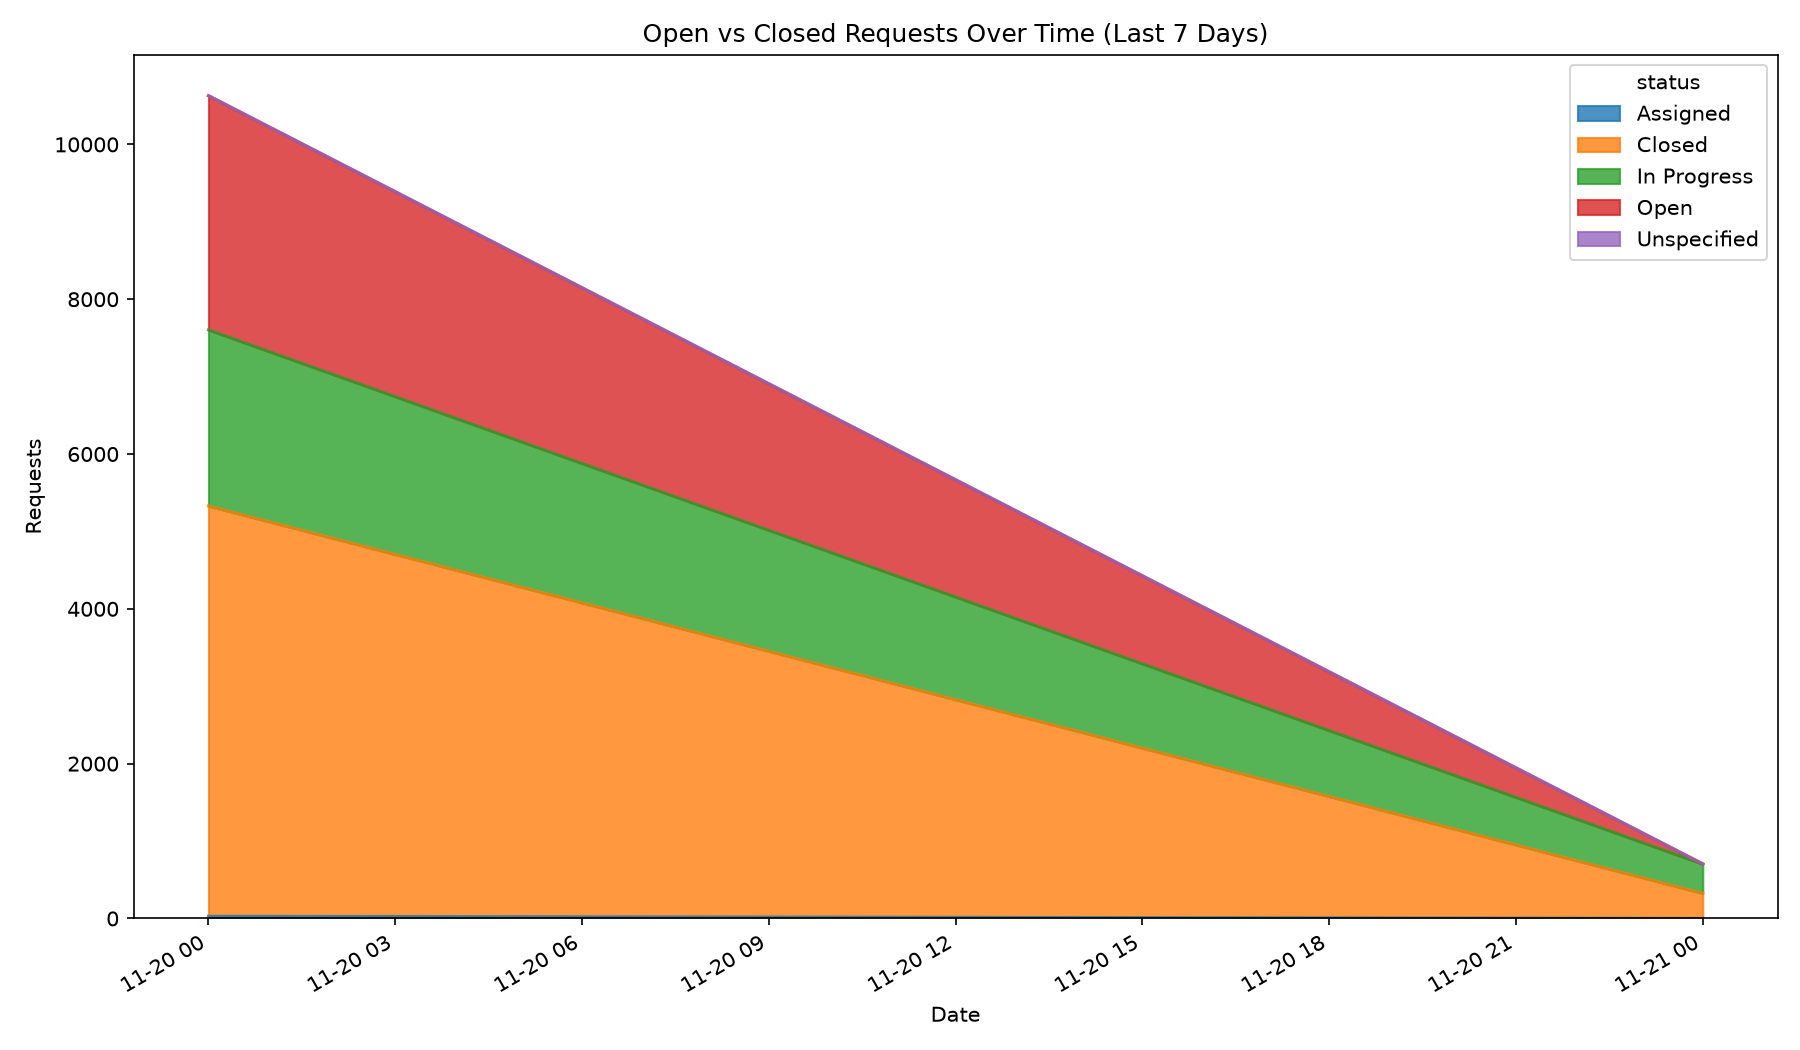 Open vs Closed Requests Over Time (Last 7 Days)
status
Assigned
Closed
In Progress
Open
Unspecified
Requests
10000
8000
6000
4000
2000
0
11-20 00
11-20 03
11-20 06
11-20 09
11-20 12
11-20 15
11-20 18
11-20 21
11-21 00
Date